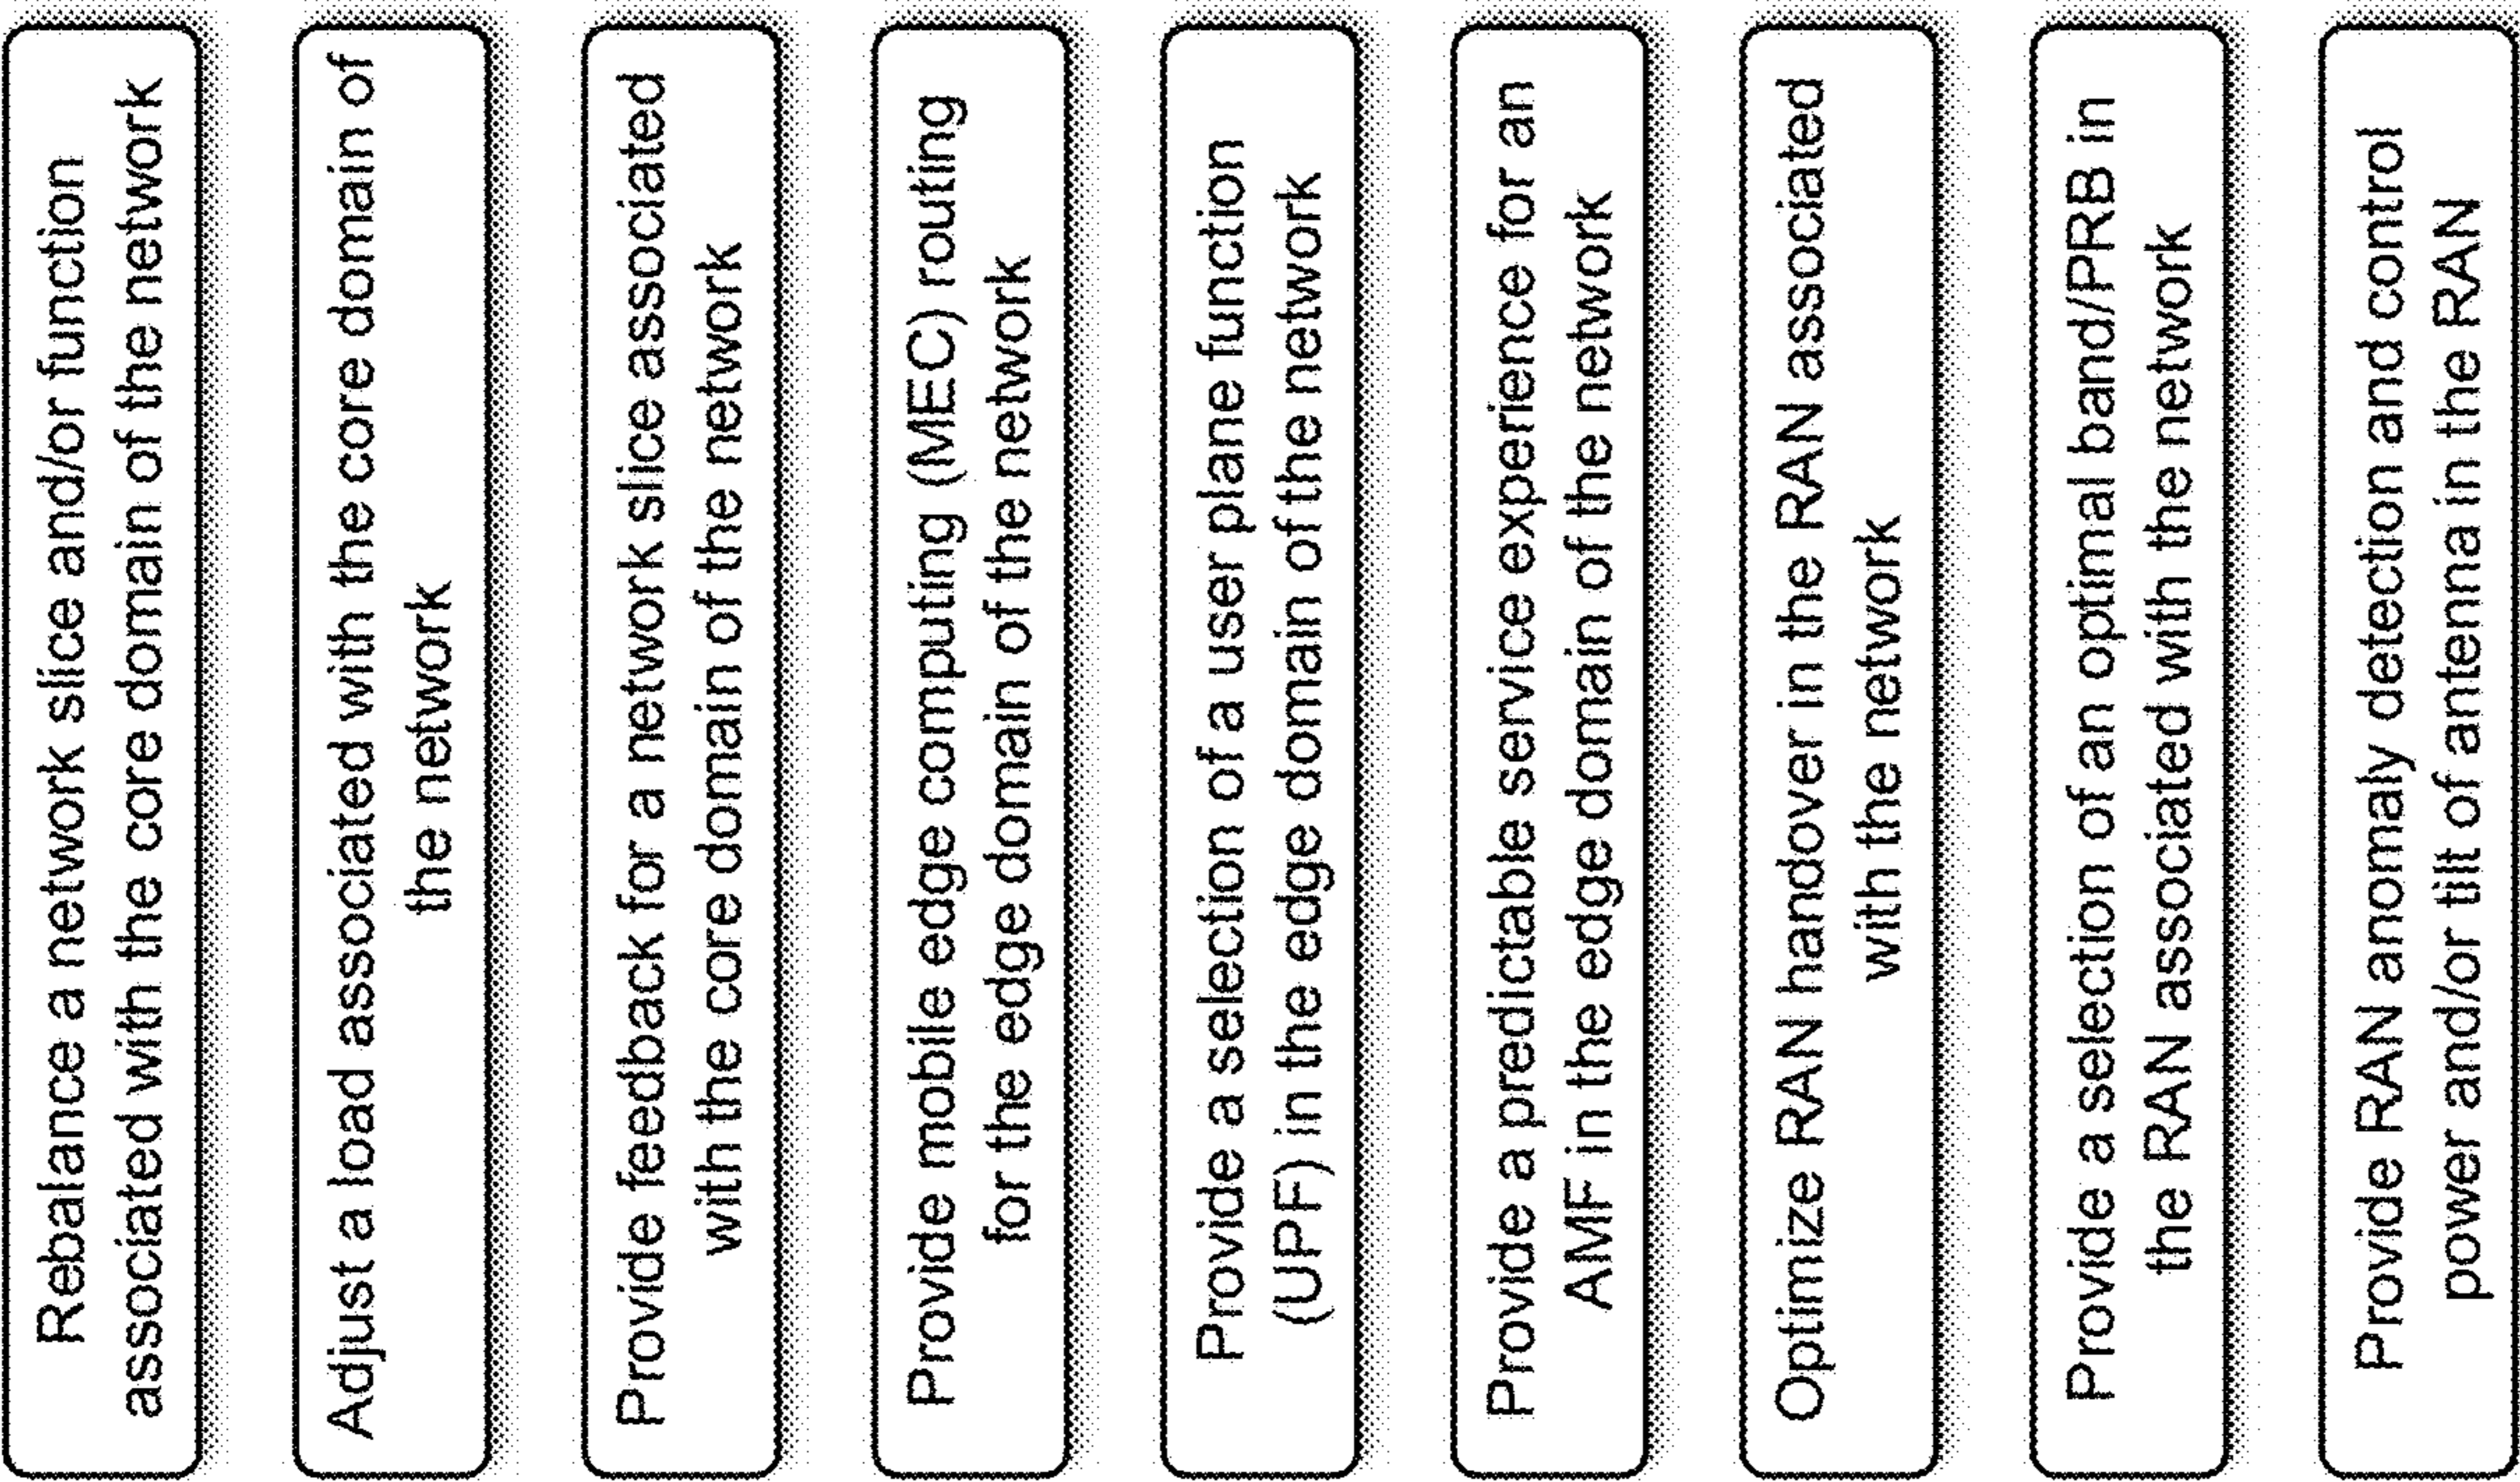 Rebalance a network slice and/or function
associated with the core domain of the network
Adjust a load associated with the core domain of
the network
Provide feedback for a network slice associated
with the core domain of the network
Provide mobile edge computing (MEC) routing
for the edge domain of the network
Provide a selection of a user plane function
(UPF) in the edge domain of the network
Provide a predictable service experience for an
AMF in the edge domain of the network
Optimize RAN handover in the RAN associated
with the network
Provide a selection of an optimal band/PRB in
the RAN associated with the network
Provide RAN anomaly detection and control
power and/or tilt of antenna in the RAN